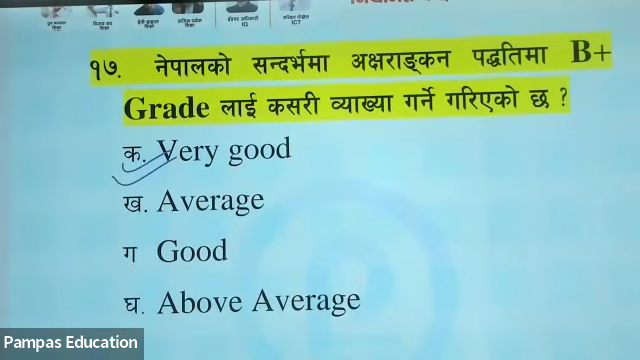 १७. नेपालको सन्दर्भमा अक्षराङ्कन पद्धतिमा B+
Grade लाई कसरी व्याख्या गर्ने गरिएको छ ?
क. Very good
ख. Average
ग Good
घ. Above Average
Pampas Education